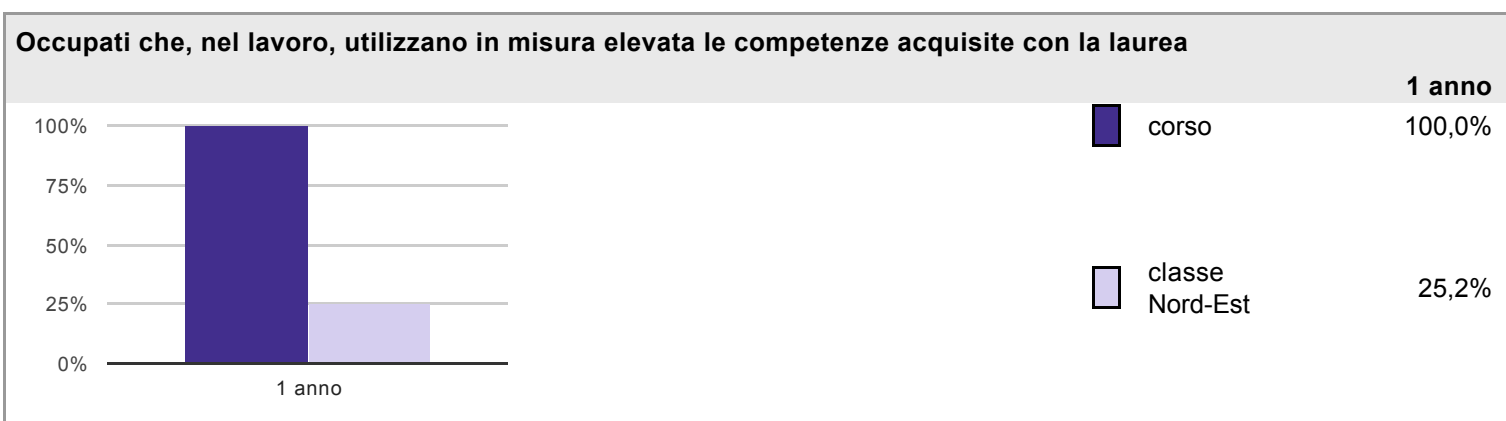 Occupati che, nel lavoro, utilizzano in misura elevata le competenze acquisite con la laurea
1 anno
100%
75%
50%
25%
0%
1 anno
corso 100,0%
classe
Nord-Est 25,2%